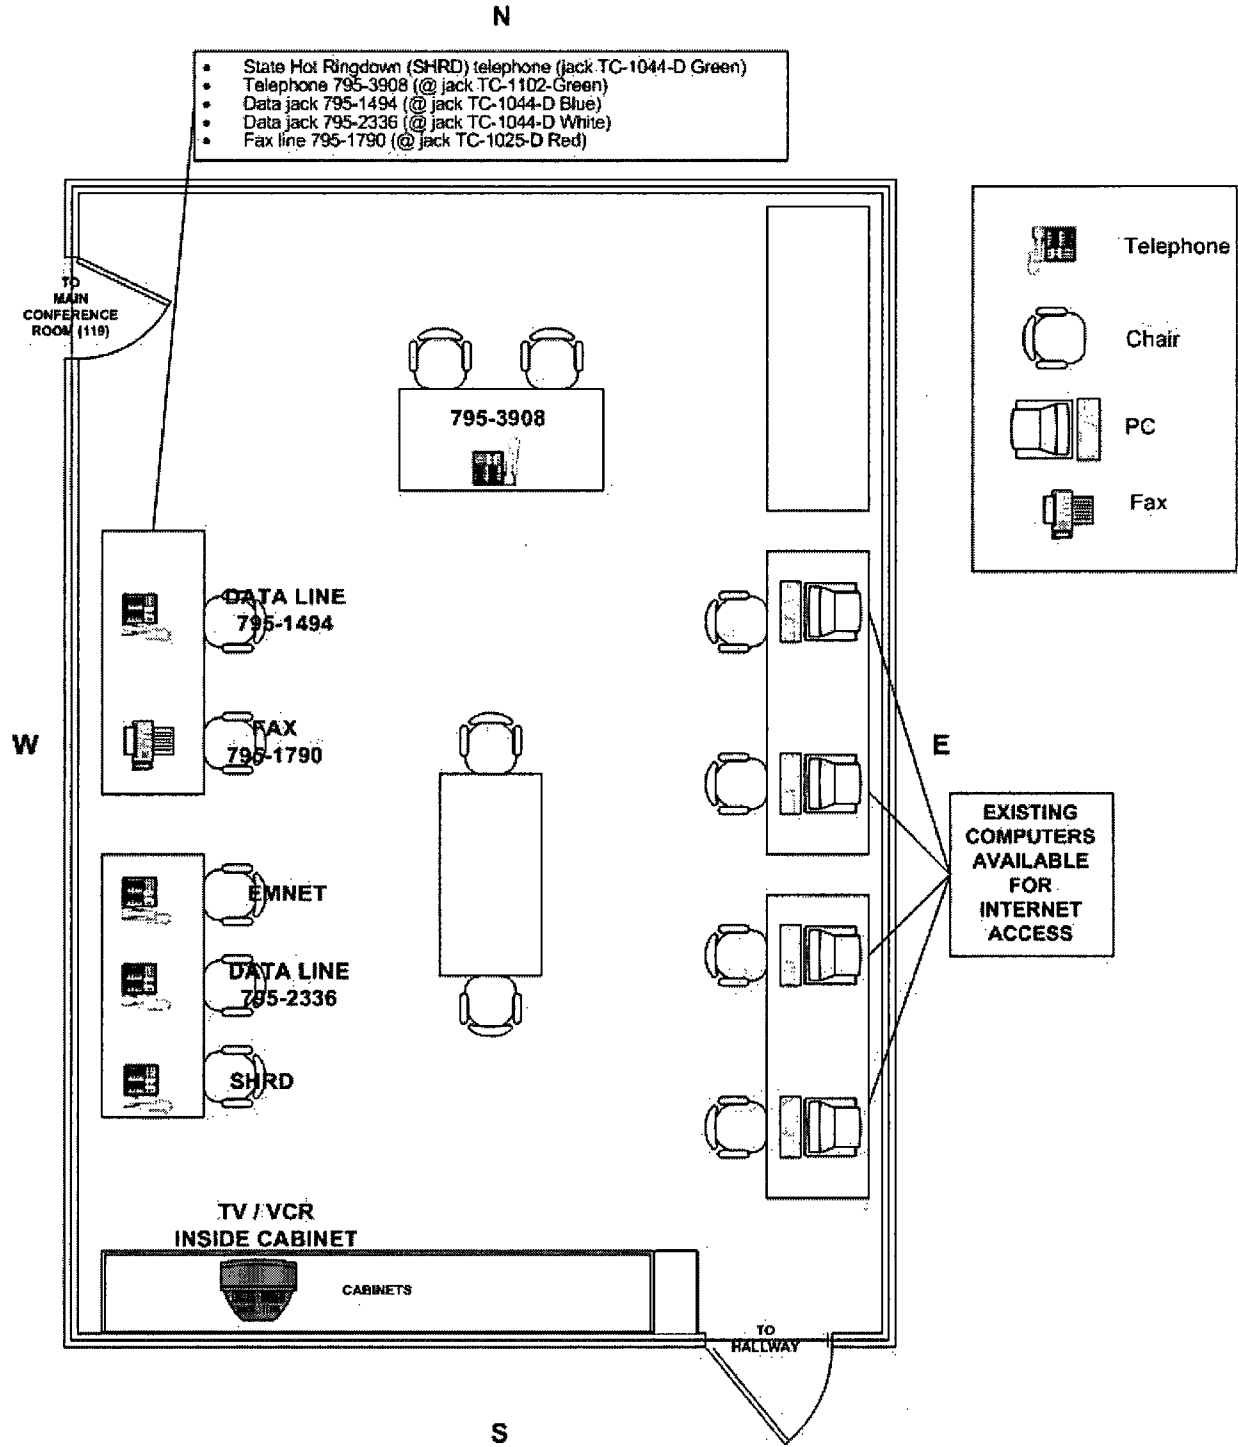 N
• State Hot Ringdown (SHRD) telephone (jack TC-1044-D Green)
• Telephone 795-3908 (@ jack TC-1102-Green)
• Data jack 795-1494 (@ jack TC-1044-D Blue)
• Data jack 795-2336 (@ jack TC-1044-D White)
• Fax line 795-1790 (@ jack TC-1025-D Red)
Telephone
Chair
PC
Fax
TO
MAIN
CONFERENCE
ROOM (119)
795-3908
DATA LINE
795-1494
FAX
795-1790
W
E
EXISTING
COMPUTERS
AVAILABLE
FOR
INTERNET
ACCESS
EMNET
DATA LINE
795-2336
SHRD
TV / VCR
INSIDE CABINET
CABINETS
TO
HALLWAY
S